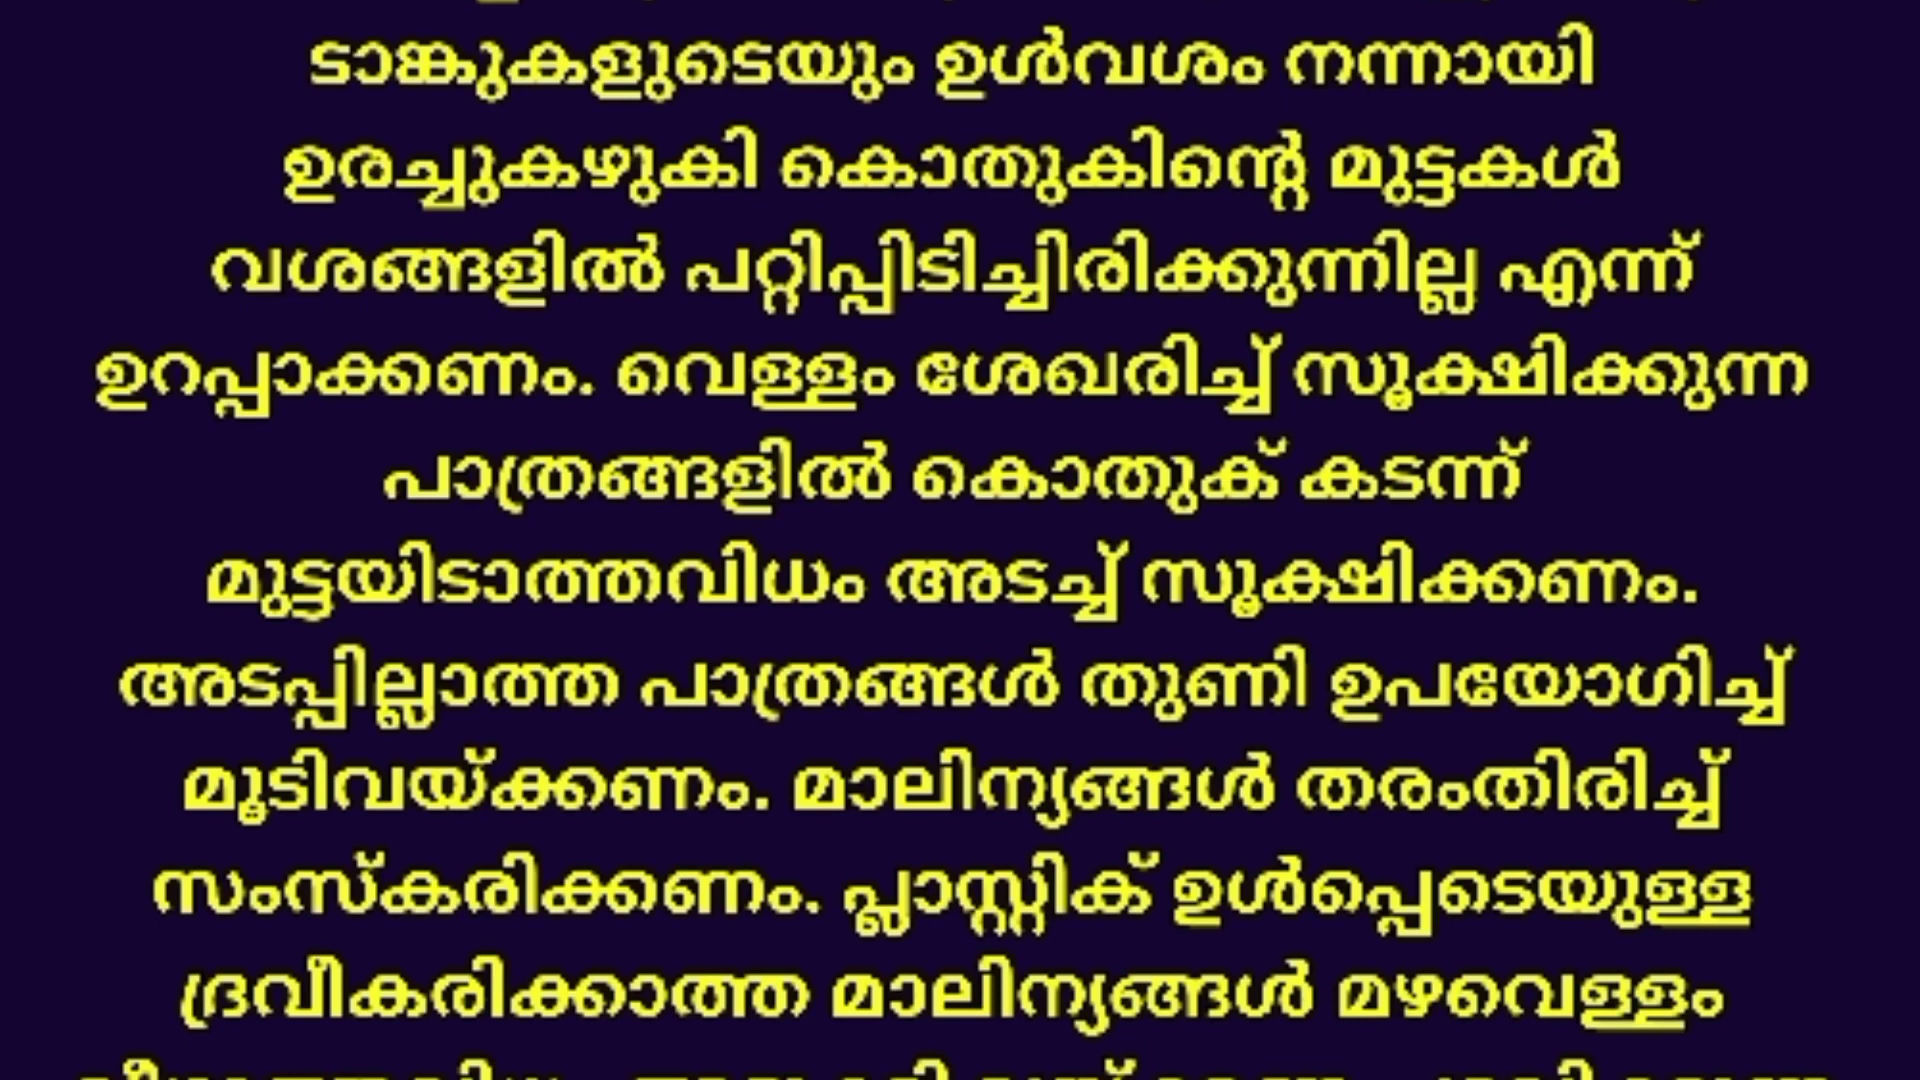 ടാങ്കുകളുടെയും ഉൾവശം നന്നായി
ഉരച്ചുകഴുകി കൊതുകിന്റെ മുട്ടകൾ
വശങ്ങളിൽ പറ്റിപ്പിടിച്ചിരിക്കുന്നില്ല എന്ന്
ഉറപ്പാക്കണം. വെള്ളം ശേഖരിച്ച് സൂക്ഷിക്കുന്ന
പാത്രങ്ങളിൽ കൊതുക് കടന്ന്
മുട്ടയിടാത്തവിധം അടച്ച് സൂക്ഷിക്കണം.
അടപ്പില്ലാത്ത പാത്രങ്ങൾ തുണി ഉപയോഗിച്ച്
മൂടിവയ്ക്കണം. മാലിന്യങ്ങൾ തരംതിരിച്ച്
സംസ്കരിക്കണം. പ്ലാസ്റ്റിക് ഉൾപ്പെടെയുള്ള
ദ്രവീകരിക്കാത്ത മാലിന്യങ്ങൾ മഴവെള്ളം